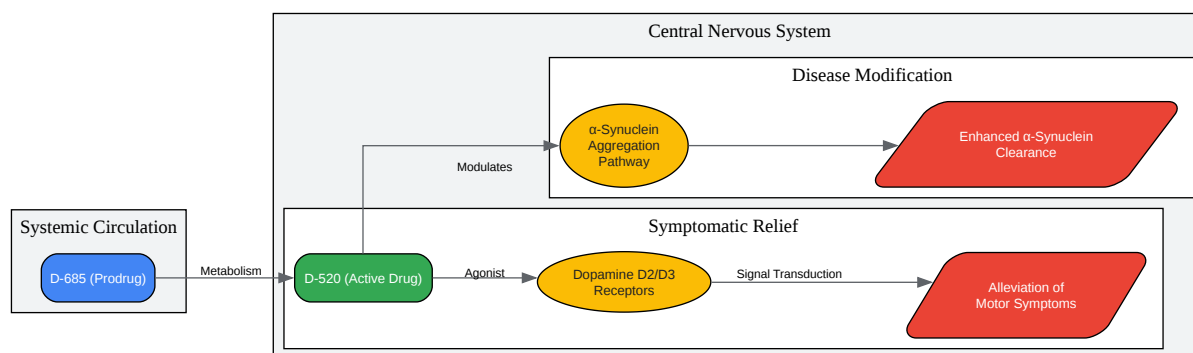 Central Nervous System
Disease Modification
α-Synuclein
Aggregation
Pathway
Enhanced α-Synuclein
Clearance
Modulates
Systemic Circulation
D-685 (Prodrug)
Metabolism
Symptomatic Relief
D-520 (Active Drug)
Agonist
Dopamine D2/D3
Receptors
Signal Transduction
Alleviation of
Motor Symptoms